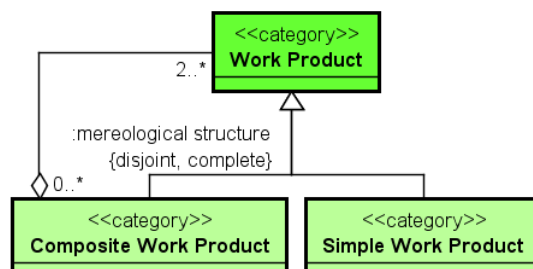 <<category>>
Work Product
2..*
:mereological structure
{disjoint, complete}
0..*
<<category>>
Composite Work Product
<<category>>
Simple Work Product